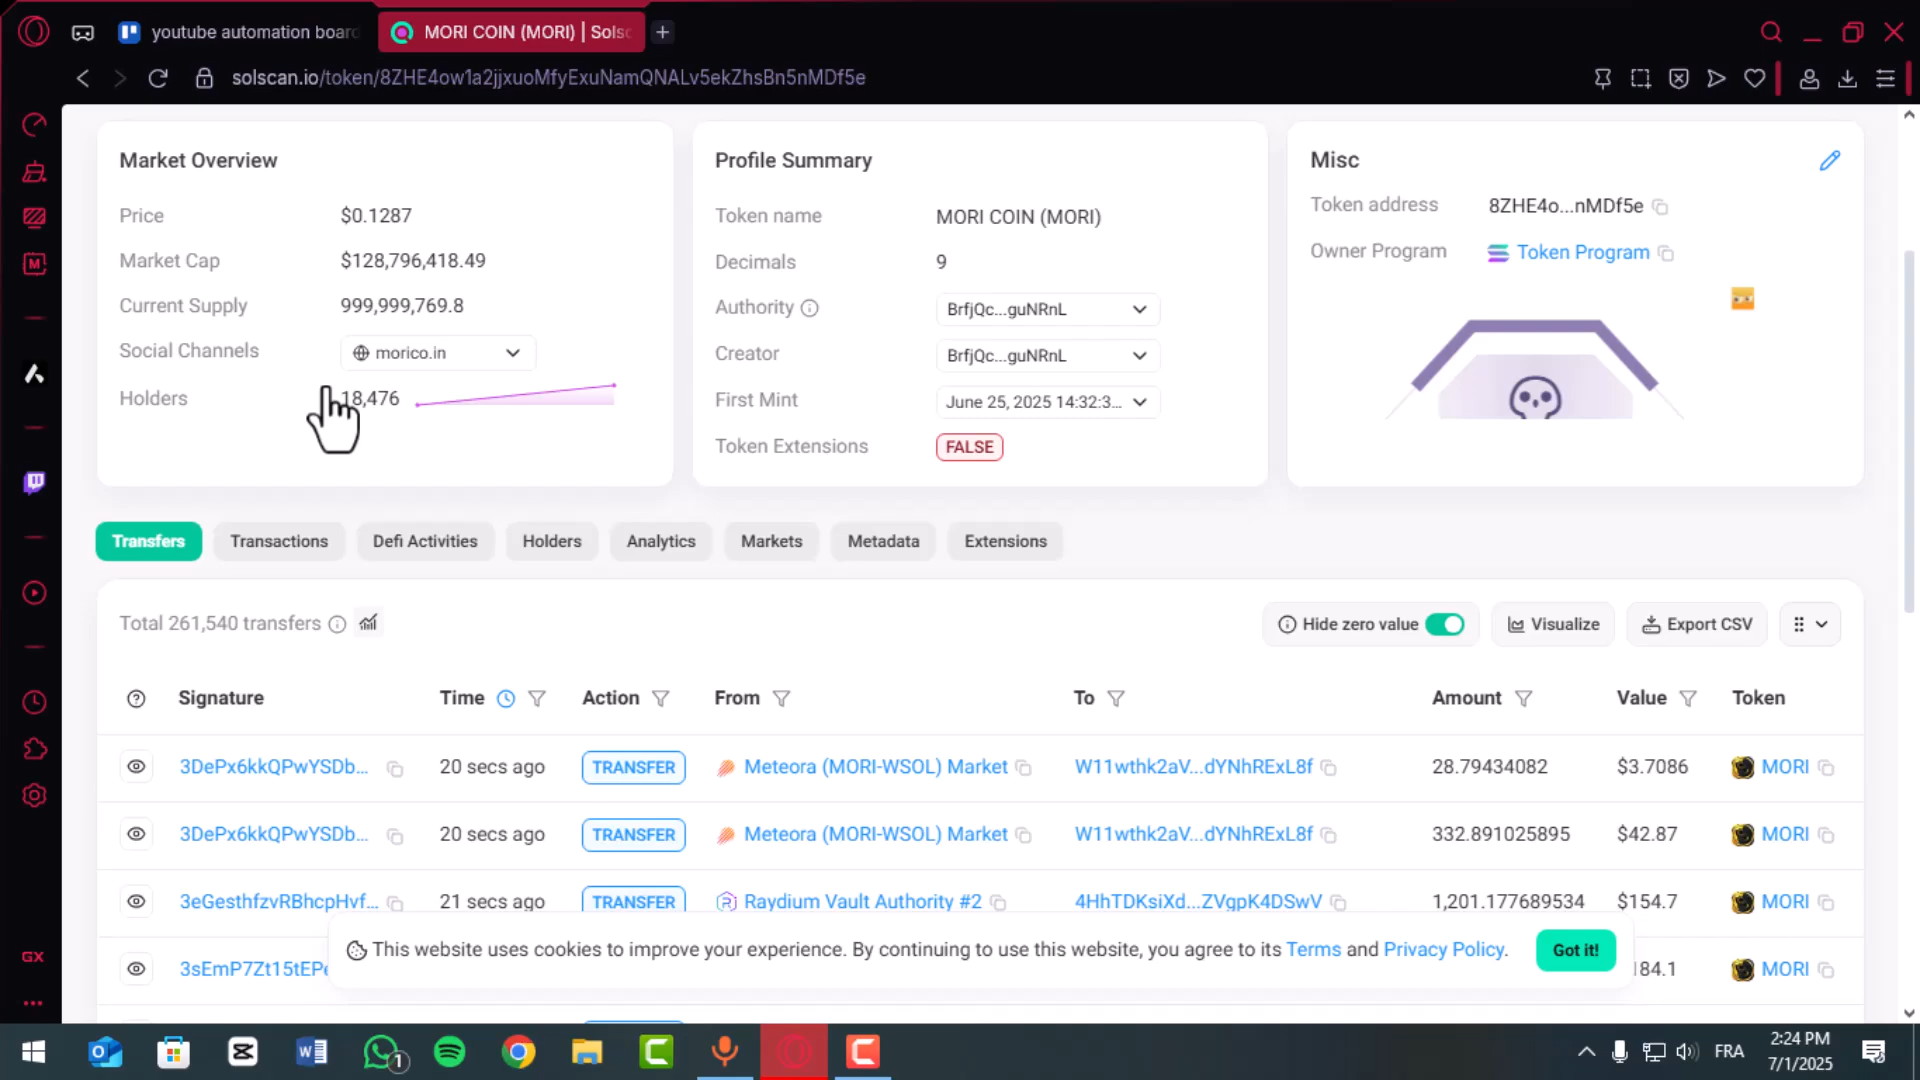 youtube automation board
MORI COIN (MORI) | Sols
solscan.io/token/8ZHE4ow1a2jjxuoMfyExuNamQNALv5ekZhsBn5nMDf5e
Market Overview
Price $0.1287
Market Cap $128,796,418.49
Current Supply 999,999,769.8
Social Channels morico.in
Holders 18,476
Profile Summary
Token name MORI COIN (MORI)
Decimals 9
Authority BrfjQc...guNRnL
Creator BrfjQc...guNRnL
First Mint June 25, 2025 14:32:3...
Token Extensions FALSE
Misc
Token address 8ZHE4o...nMDf5e
Owner Program Token Program
Transfers Transactions Defi Activities Holders Analytics Markets Metadata Extensions
Total 261,540 transfers Hide zero value Visualize Export CSV
Signature Time Action From To Amount Value Token
3DePx6kkQPwYSDb... 20 secs ago TRANSFER Meteora (MORI-WSOL) Market W11wthk2aV...dYNhRExL8f 28.79434082 $3.7086 MORI
3DePx6kkQPwYSDb... 20 secs ago TRANSFER Meteora (MORI-WSOL) Market W11wthk2aV...dYNhRExL8f 332.891025895 $42.87 MORI
3eGesthfzvRBhcpHvf... 21 secs ago TRANSFER Raydium Vault Authority #2 4HhTDKsiXd...ZVgpK4DSwV 1,201.177689534 $154.7 MORI
This website uses cookies to improve your experience. By continuing to use this website, you agree to its Terms and Privacy Policy. Got it!
3sEmP7Zt15tEPe 184.1 MORI
GX
1
FRA
2:24 PM
7/1/2025